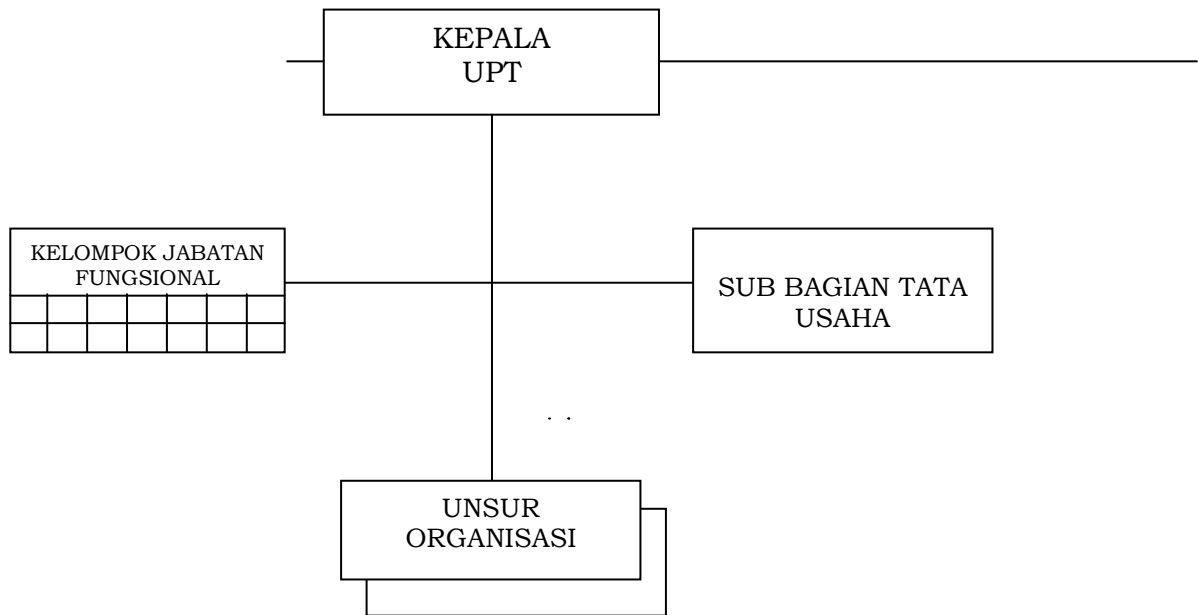 KEPALA
UPT
KELOMPOK JABATAN
FUNGSIONAL
SUB BAGIAN TATA
USAHA
. .
UNSUR
ORGANISASI